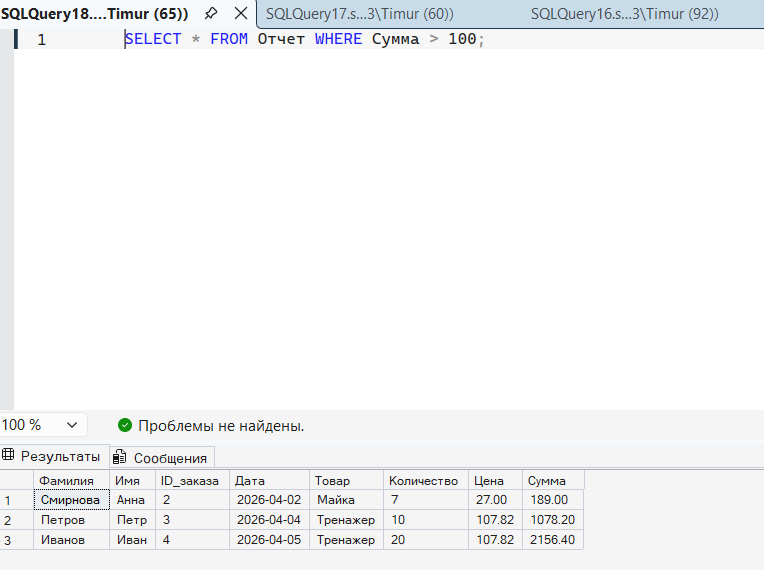 SQLQuery18....Timur (65)) SQLQuery17.s...3\Timur (60)) SQLQuery16.s...3\Timur (92))
1 SELECT * FROM Отчет WHERE Сумма > 100;
100 % Проблемы не найдены.
Результаты Сообщения
Фамилия Имя ID_заказа Дата Товар Количество Цена Сумма
1 Смирнова Анна 2 2026-04-02 Майка 7 27.00 189.00
2 Петров Петр 3 2026-04-04 Тренажер 10 107.82 1078.20
3 Иванов Иван 4 2026-04-05 Тренажер 20 107.82 2156.40